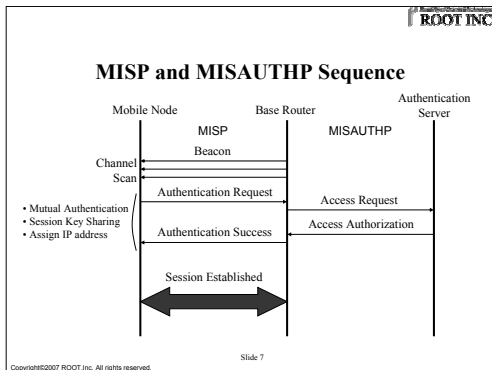 ROOT INC
MISP and MISAUTHP Sequence
Mobile Node
Base Router
Authentication
Server
MISP
MISAUTHP
Beacon
Channel
Scan
Authentication Request
Access Request
• Mutual Authentication
• Session Key Sharing
• Assign IP address
Access Authorization
Authentication Success
Session Established
Slide 7
Copyright©2007 ROOT,Inc. All rights reserved.